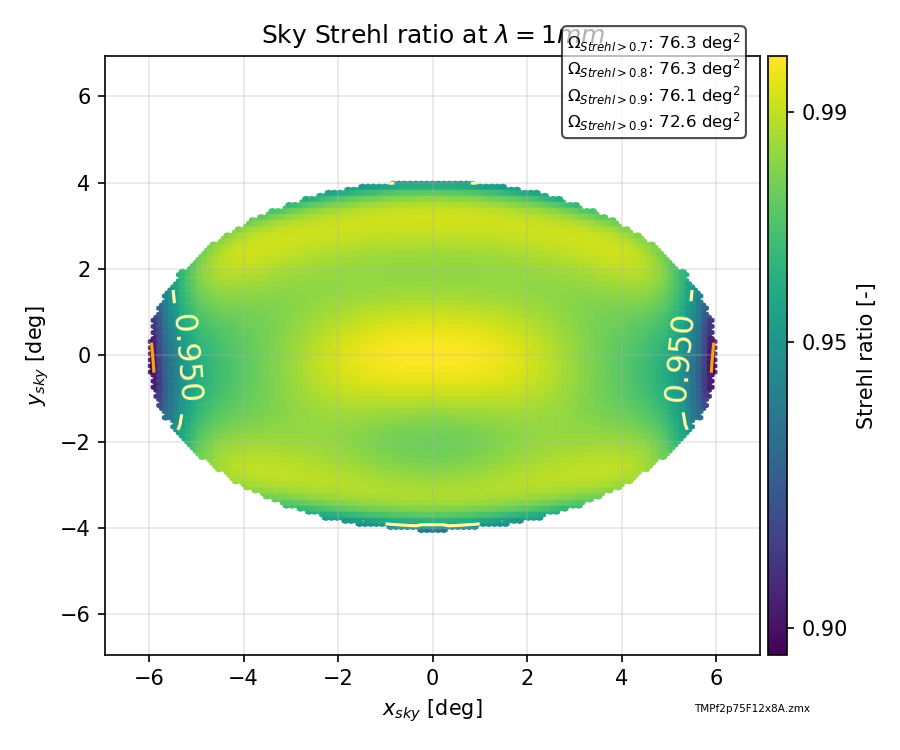 Sky Strehl ratio at λ = 1mm
Ω_Strehl>0.7: 76.3 deg²
Ω_Strehl>0.8: 76.3 deg²
Ω_Strehl>0.9: 76.1 deg²
Ω_Strehl>0.9: 72.6 deg²
6
4
2
0
−2
−4
−6
y_sky [deg]
0.950
0.950
0.99
0.95
0.90
Strehl ratio [-]
−6 −4 −2 0 2 4 6
x_sky [deg]
TMPf2p75F12x8A.zmx